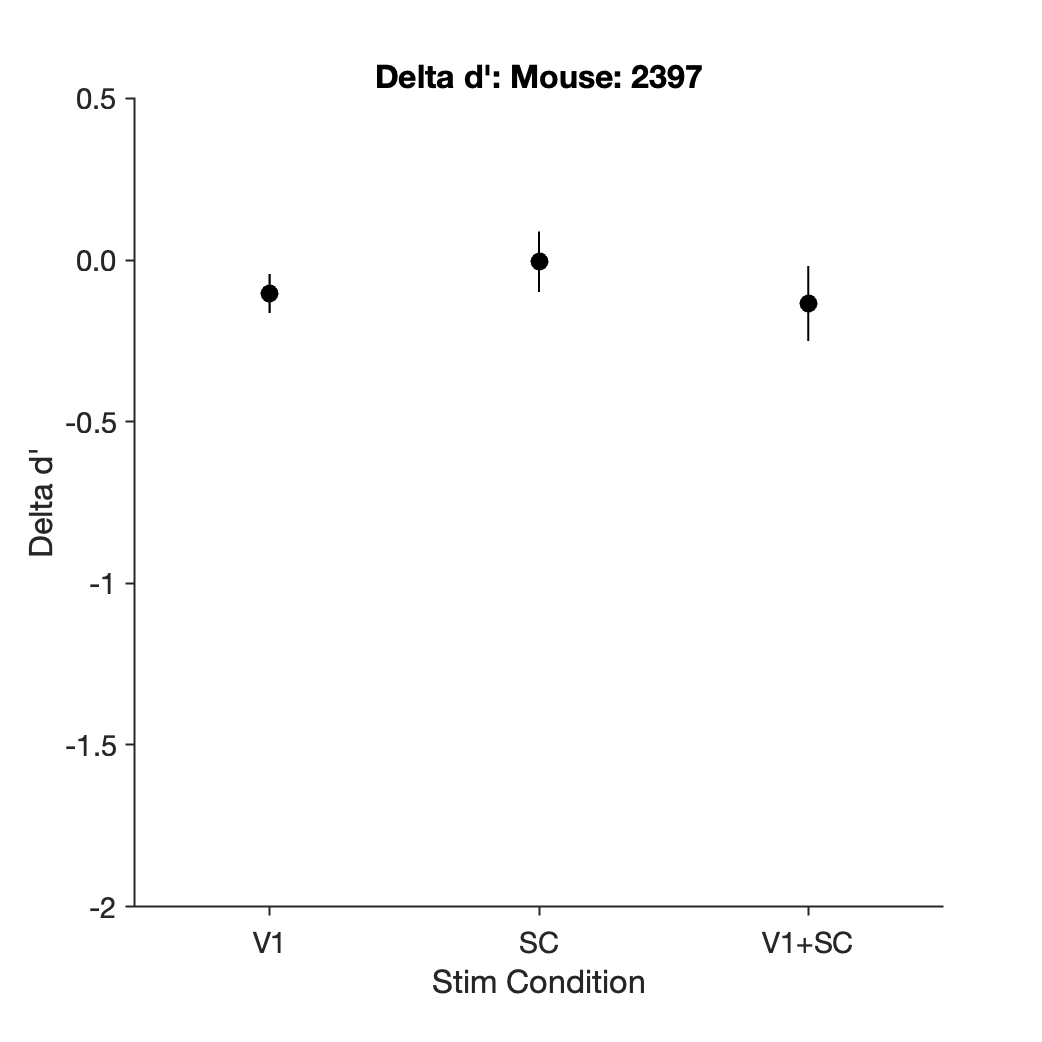 Delta d': Mouse: 2397
0.5
0.0
-0.5
-1
-1.5
-2
Delta d'
V1
SC
V1+SC
Stim Condition